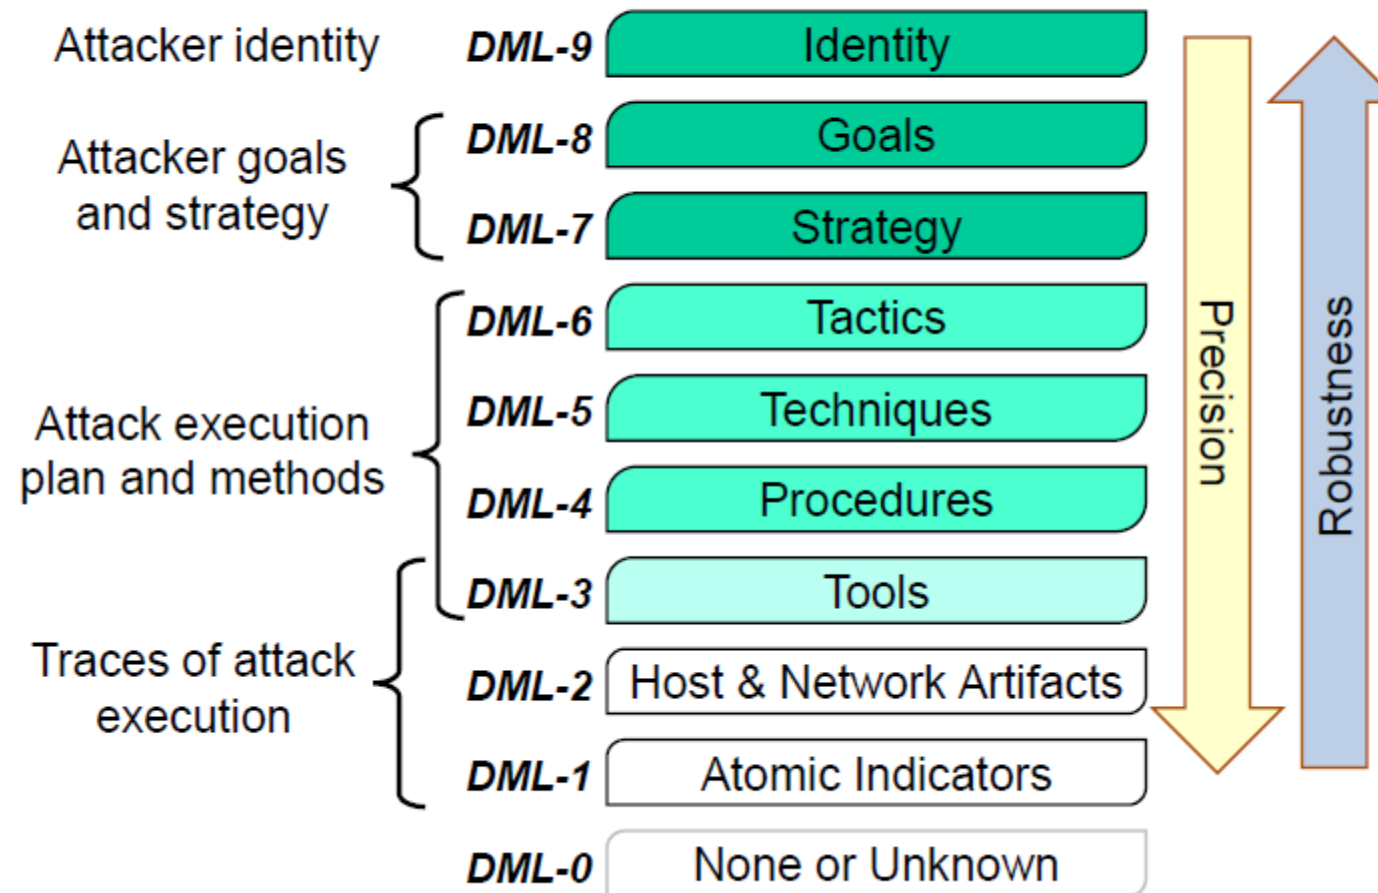 Attacker identity
DML-9
Identity
Attacker goals
and strategy
DML-8
Goals
DML-7
Strategy
Attack execution
plan and methods
DML-6
Tactics
DML-5
Techniques
DML-4
Procedures
DML-3
Tools
Traces of attack
execution
DML-2
Host & Network Artifacts
DML-1
Atomic Indicators
DML-0
None or Unknown
Precision
Robustness